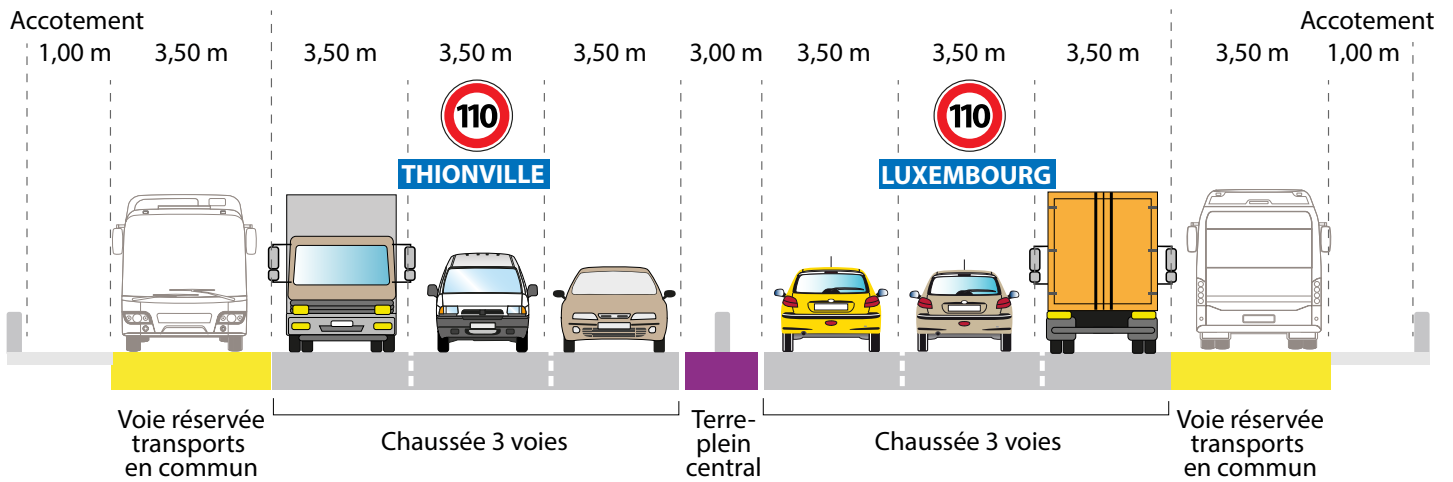 Accotement
Accotement
1,00 m 3,50 m 3,50 m 3,50 m 3,50 m 3,00 m 3,50 m 3,50 m 3,50 m 3,50 m 1,00 m
110
110
THIONVILLE
LUXEMBOURG
Voie réservée
transports
en commun
Chaussée 3 voies
Terre-
plein
central
Chaussée 3 voies
Voie réservée
transports
en commun